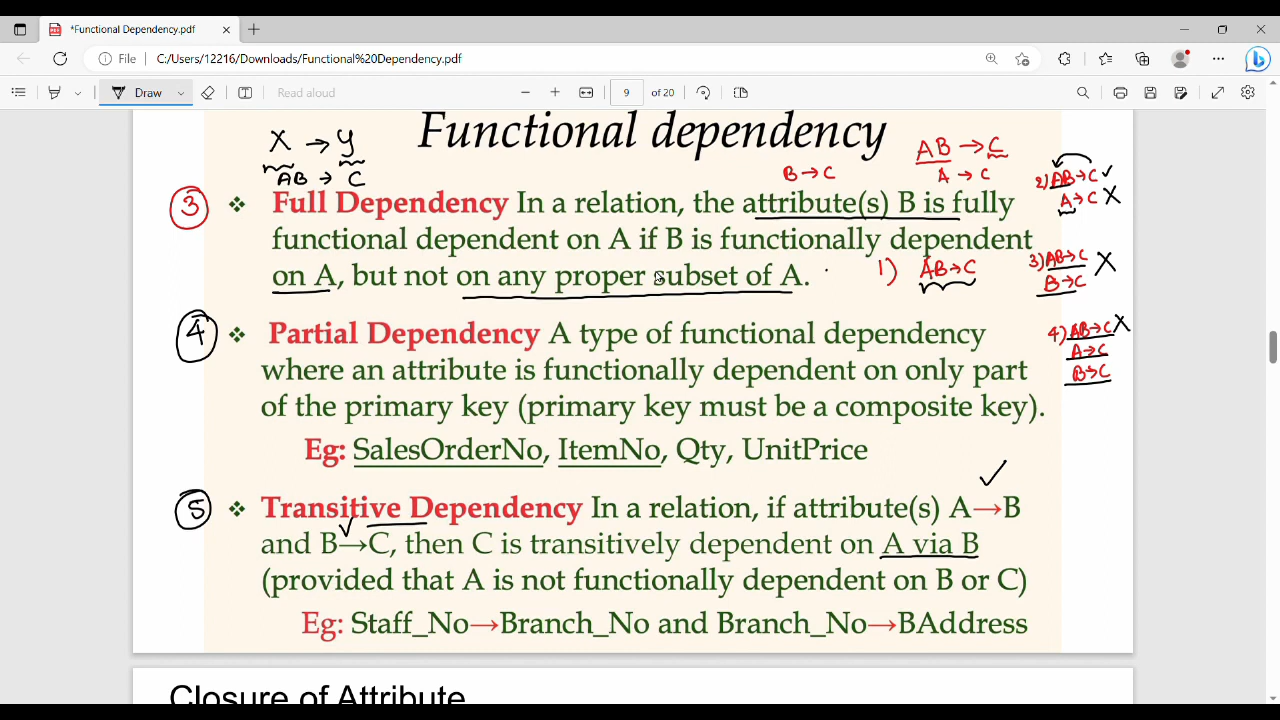 *Functional Dependency.pdf
File C:/Users/12216/Downloads/Functional%20Dependency.pdf
Draw Read aloud 9 of 20
Functional dependency
X → Y
AB → C
B → C
AB → C
A → C
2) AB → C ✓
A → C X
3 ❖ Full Dependency In a relation, the attribute(s) B is fully
functional dependent on A if B is functionally dependent
on A, but not on any proper subset of A.
1) AB → C
3) AB → C X
B → C
4 ❖ Partial Dependency A type of functional dependency
where an attribute is functionally dependent on only part
of the primary key (primary key must be a composite key).
4) AB → C X
A → C
B → C
Eg: SalesOrderNo, ItemNo, Qty, UnitPrice
5 ❖ Transitive Dependency In a relation, if attribute(s) A→B
and B→C, then C is transitively dependent on A via B
(provided that A is not functionally dependent on B or C)
Eg: Staff_No→Branch_No and Branch_No→BAddress
Closure of Attribute